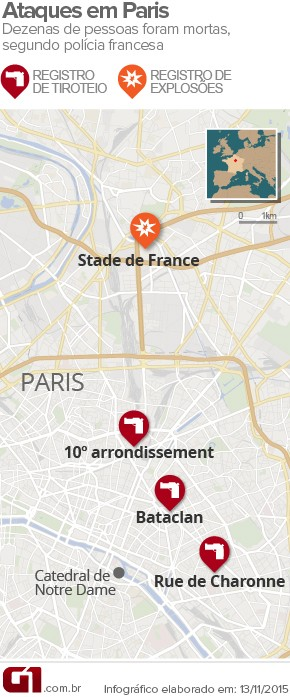 Ataques em Paris
Dezenas de pessoas foram mortas,
segundo polícia francesa
REGISTRO
DE TIROTEIO
REGISTRO DE
EXPLOSÕES
0 1km
Stade de France
PARIS
10º arrondissement
Bataclan
Rue de Charonne
Catedral de
Notre Dame
G1.com.br
Infográfico elaborado em: 13/11/2015